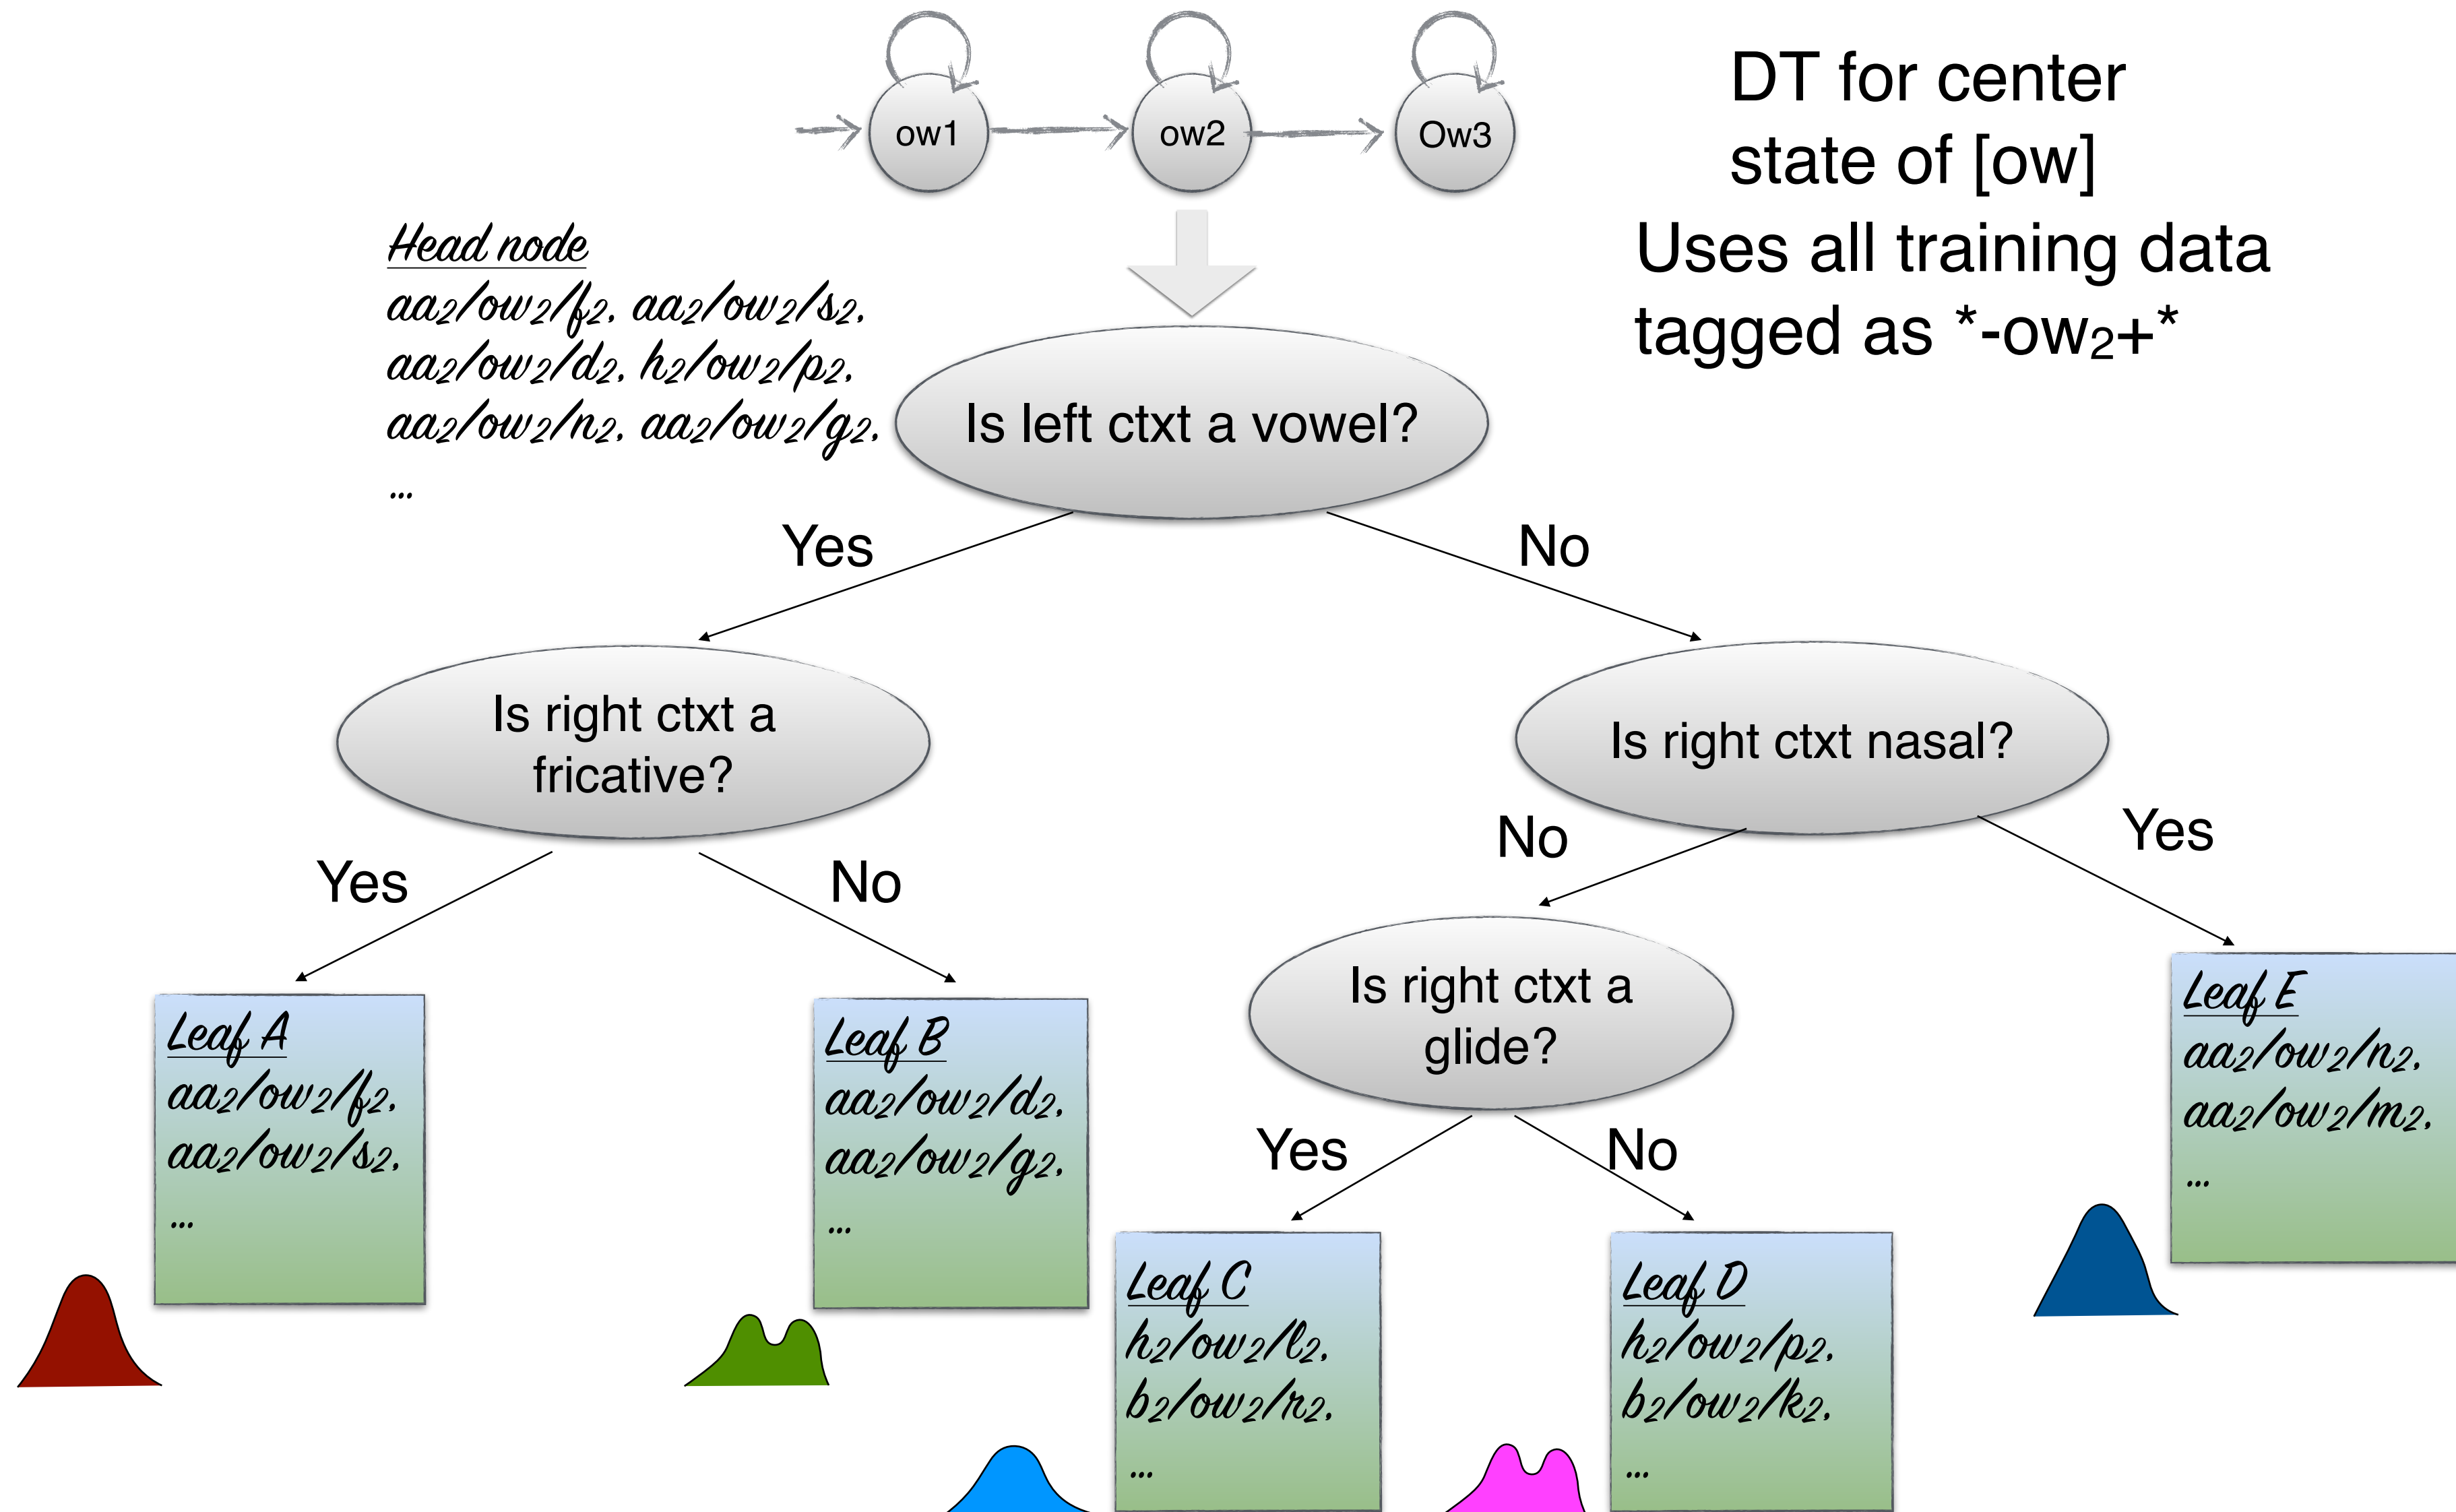 ow1
ow2
Ow3
DT for center
state of [ow]
Uses all training data
tagged as *-ow₂+*
Head node
aa₂/ow₂/f₂,  aa₂/ow₂/s₂,
aa₂/ow₂/d₂,  h₂/ow₂/p₂,
aa₂/ow₂/n₂,  aa₂/ow₂/g₂,
…
Is left ctxt a vowel?
Yes
No
Is right ctxt a
fricative?
Is right ctxt nasal?
Yes
No
No
Yes
Is right ctxt a
glide?
Yes
No
Leaf A
aa₂/ow₂/f₂,
aa₂/ow₂/s₂,
…
Leaf B
aa₂/ow₂/d₂,
aa₂/ow₂/g₂,
…
Leaf C
h₂/ow₂/l₂,
b₂/ow₂/r₂,
…
Leaf D
h₂/ow₂/p₂,
b₂/ow₂/k₂,
…
Leaf E
aa₂/ow₂/n₂,
aa₂/ow₂/m₂,
…